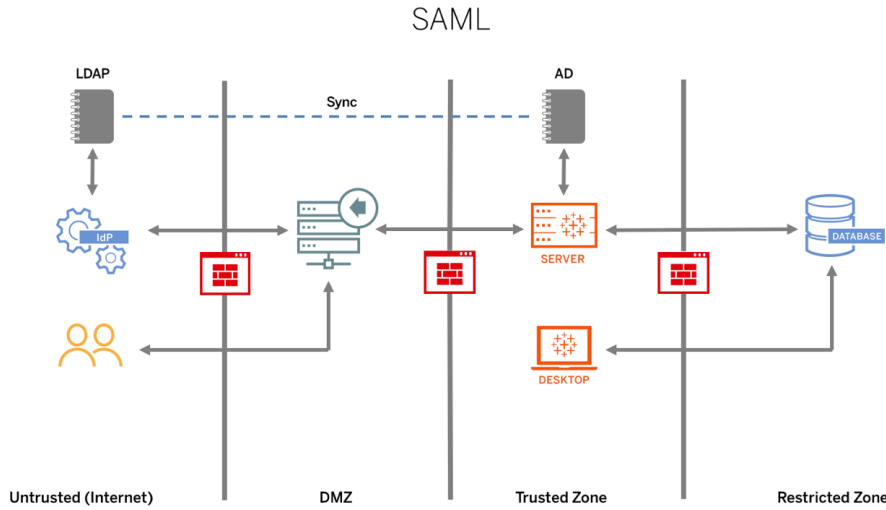 SAML
LDAP
AD
Sync
IdP
SERVER
DATABASE
DESKTOP
Untrusted (Internet)
DMZ
Trusted Zone
Restricted Zone